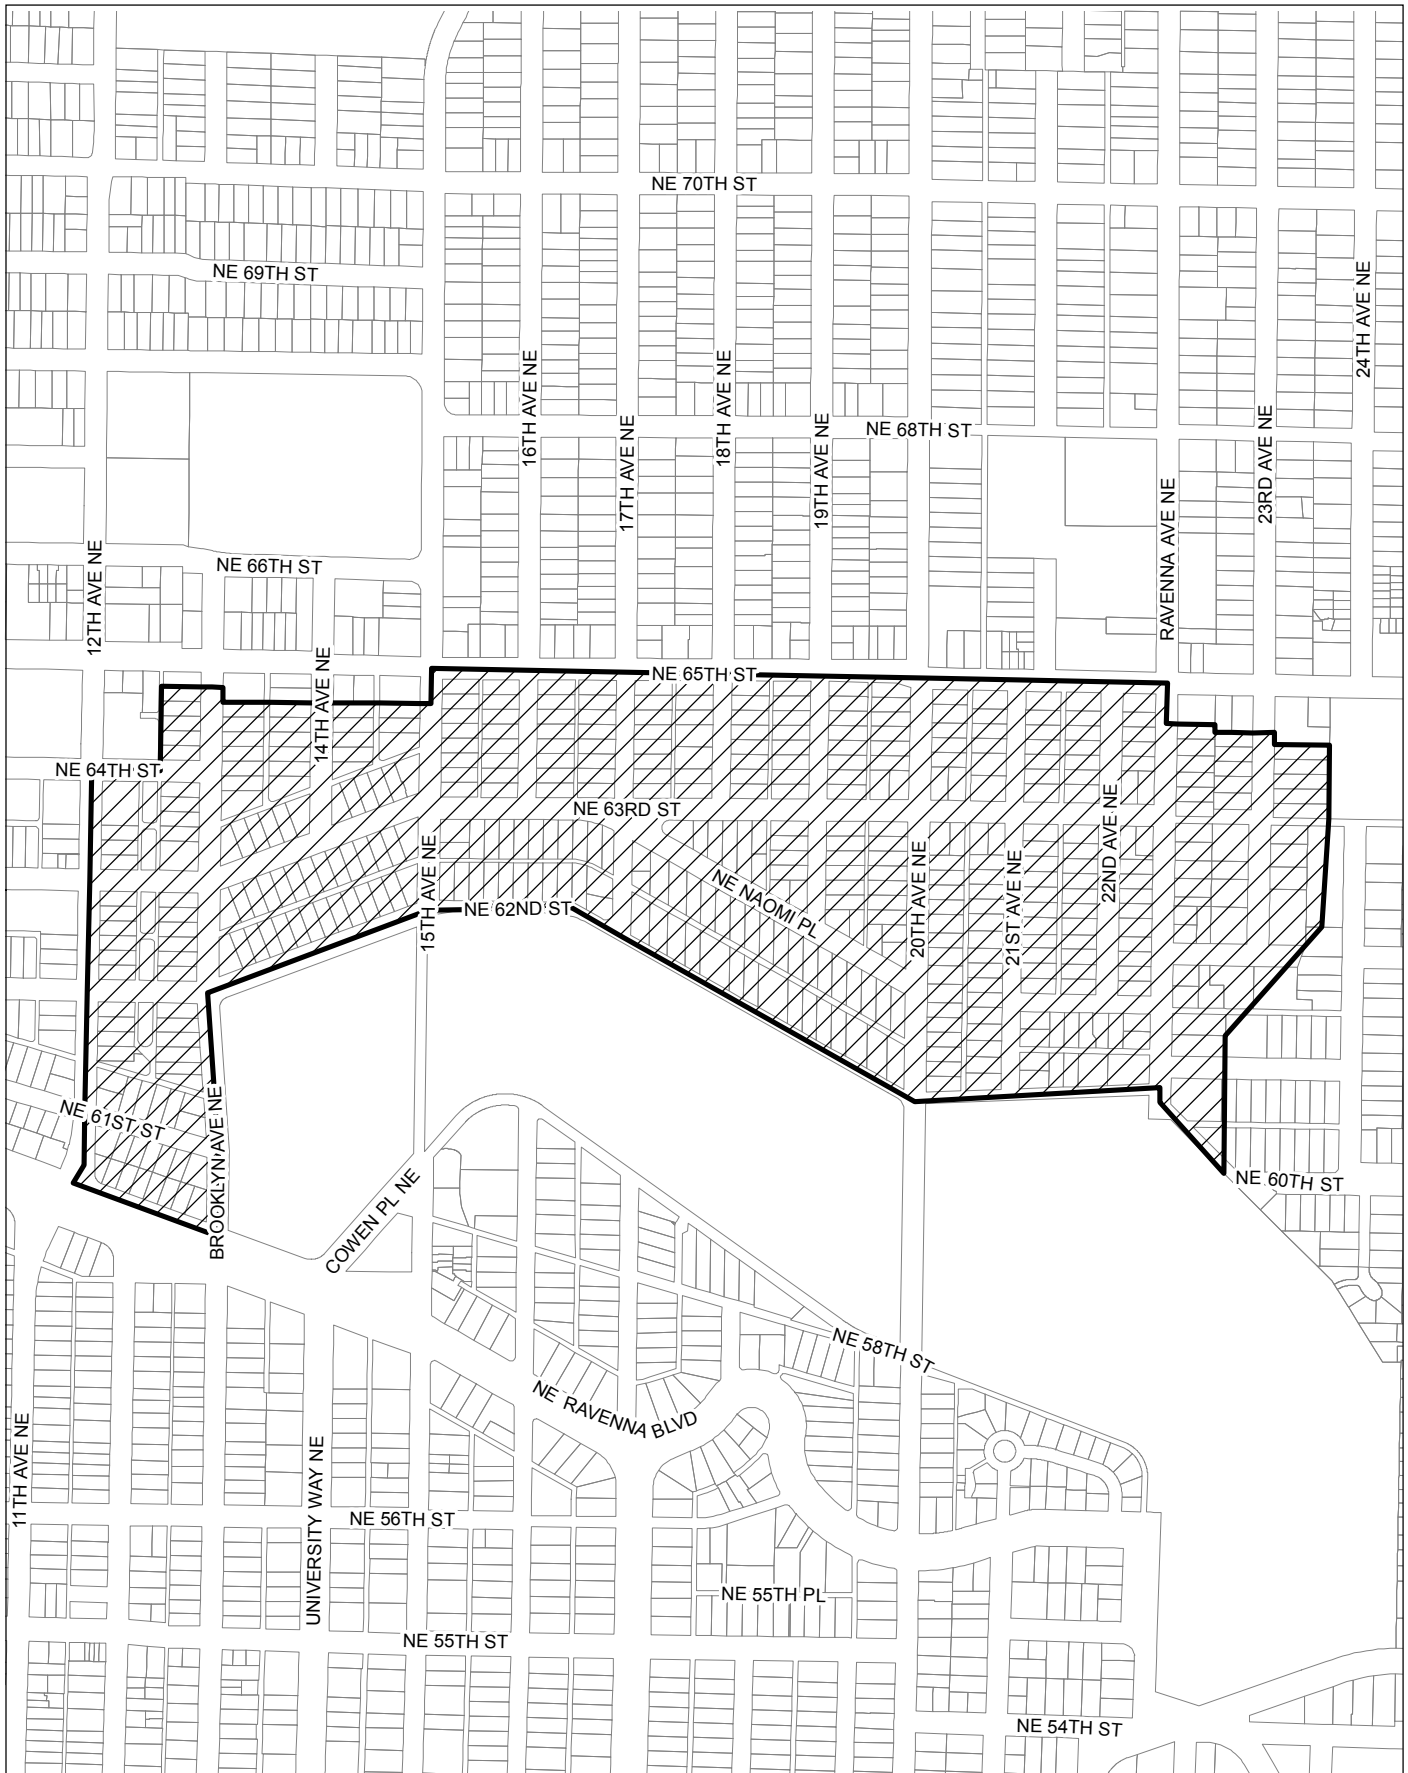 NE 70TH ST
NE 69TH ST
24TH AVE NE
16TH AVE NE
17TH AVE NE
18TH AVE NE
19TH AVE NE
NE 68TH ST
23RD AVE NE
RAVENNA AVE NE
12TH AVE NE
NE 66TH ST
14TH AVE NE
NE 65TH ST
NE 64TH ST
NE 63RD ST
22ND AVE NE
15TH AVE NE
NE NAOMI PL
20TH AVE NE
21ST AVE NE
NE 62ND ST
NE 61ST ST
BROOKLYN AVE NE
COWEN PL NE
NE 60TH ST
NE 58TH ST
NE RAVENNA BLVD
11TH AVE NE
UNIVERSITY WAY NE
NE 56TH ST
NE 55TH PL
NE 55TH ST
NE 54TH ST